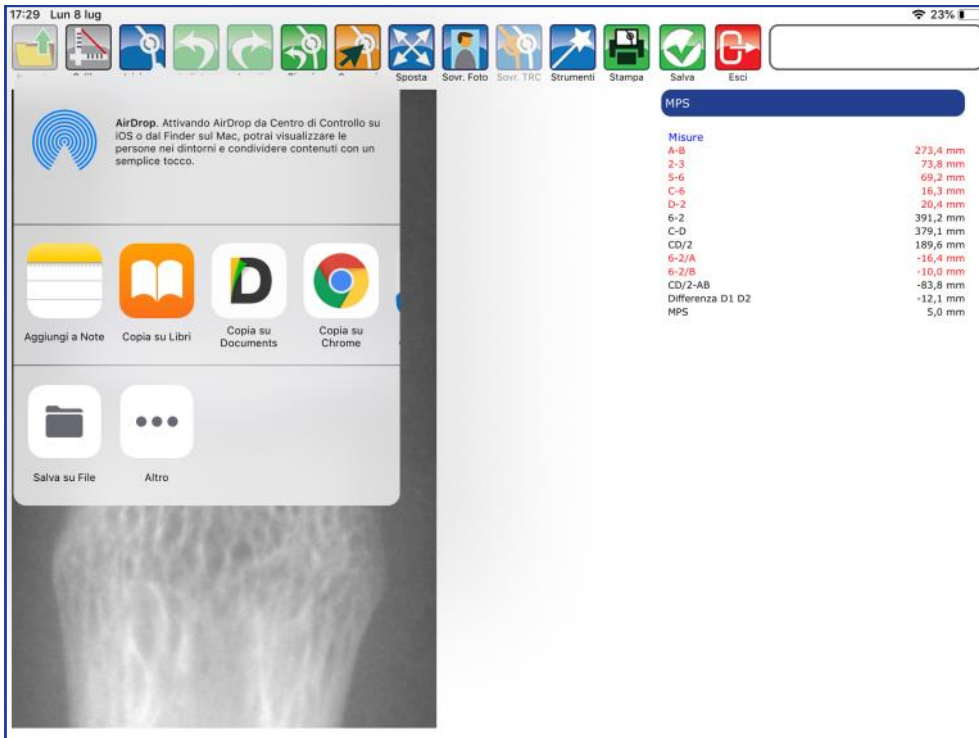 17:29 Lun 8 lug
23%
Sposta
Sovr. Foto
Sovr. TRC
Strumenti
Stampa
Salva
Esci
AirDrop. Attivando AirDrop da Centro di Controllo su
iOS o dal Finder sul Mac, potrai visualizzare le
persone nei dintorni e condividere contenuti con un
semplice tocco.
Aggiungi a Note
Copia su Libri
Copia su
Documents
Copia su
Chrome
Salva su File
Altro
MPS
Misure
A-B 273,4 mm
2-3 73,8 mm
5-6 69,2 mm
C-6 16,3 mm
D-2 20,4 mm
6-2 391,2 mm
C-D 379,1 mm
CD/2 189,6 mm
6-2/A -16,4 mm
6-2/B -10,0 mm
CD/2-AB -83,8 mm
Differenza D1 D2 -12,1 mm
MPS 5,0 mm